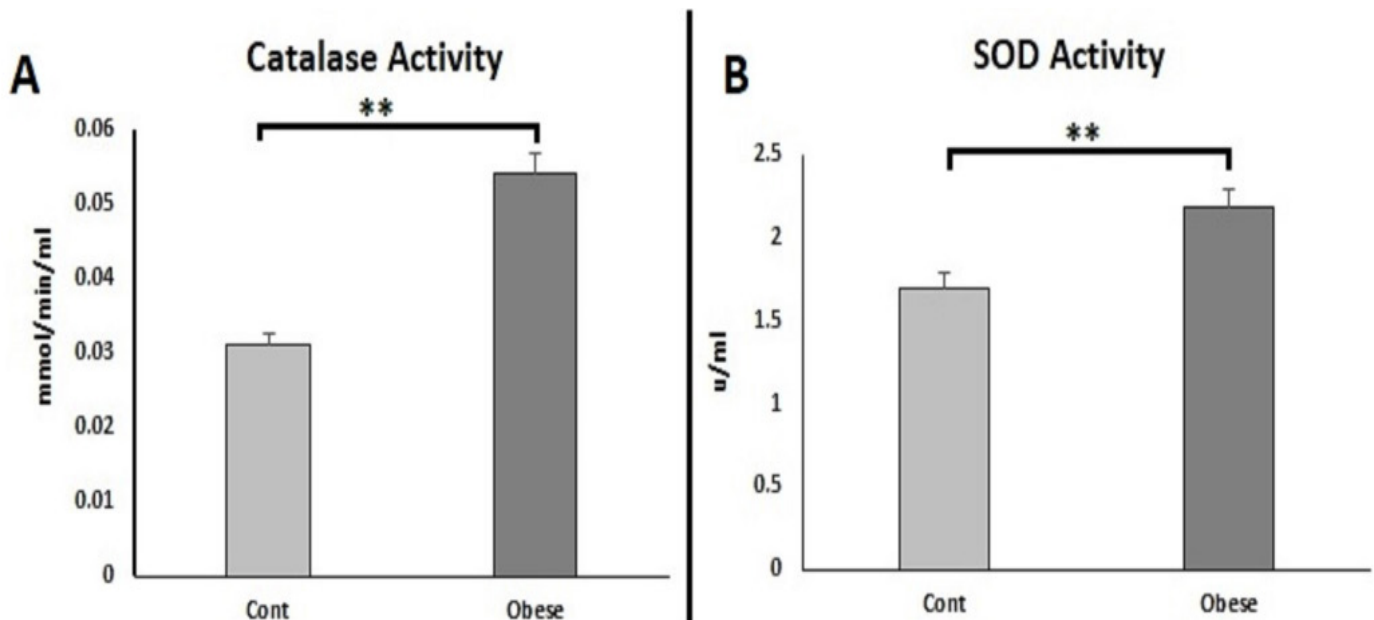 A
Catalase Activity
**
0.06
0.05
0.04
0.03
0.02
0.01
0
mmol/min/ml
Cont
Obese
B
SOD Activity
**
2.5
2
1.5
1
0.5
0
u/ml
Cont
Obese